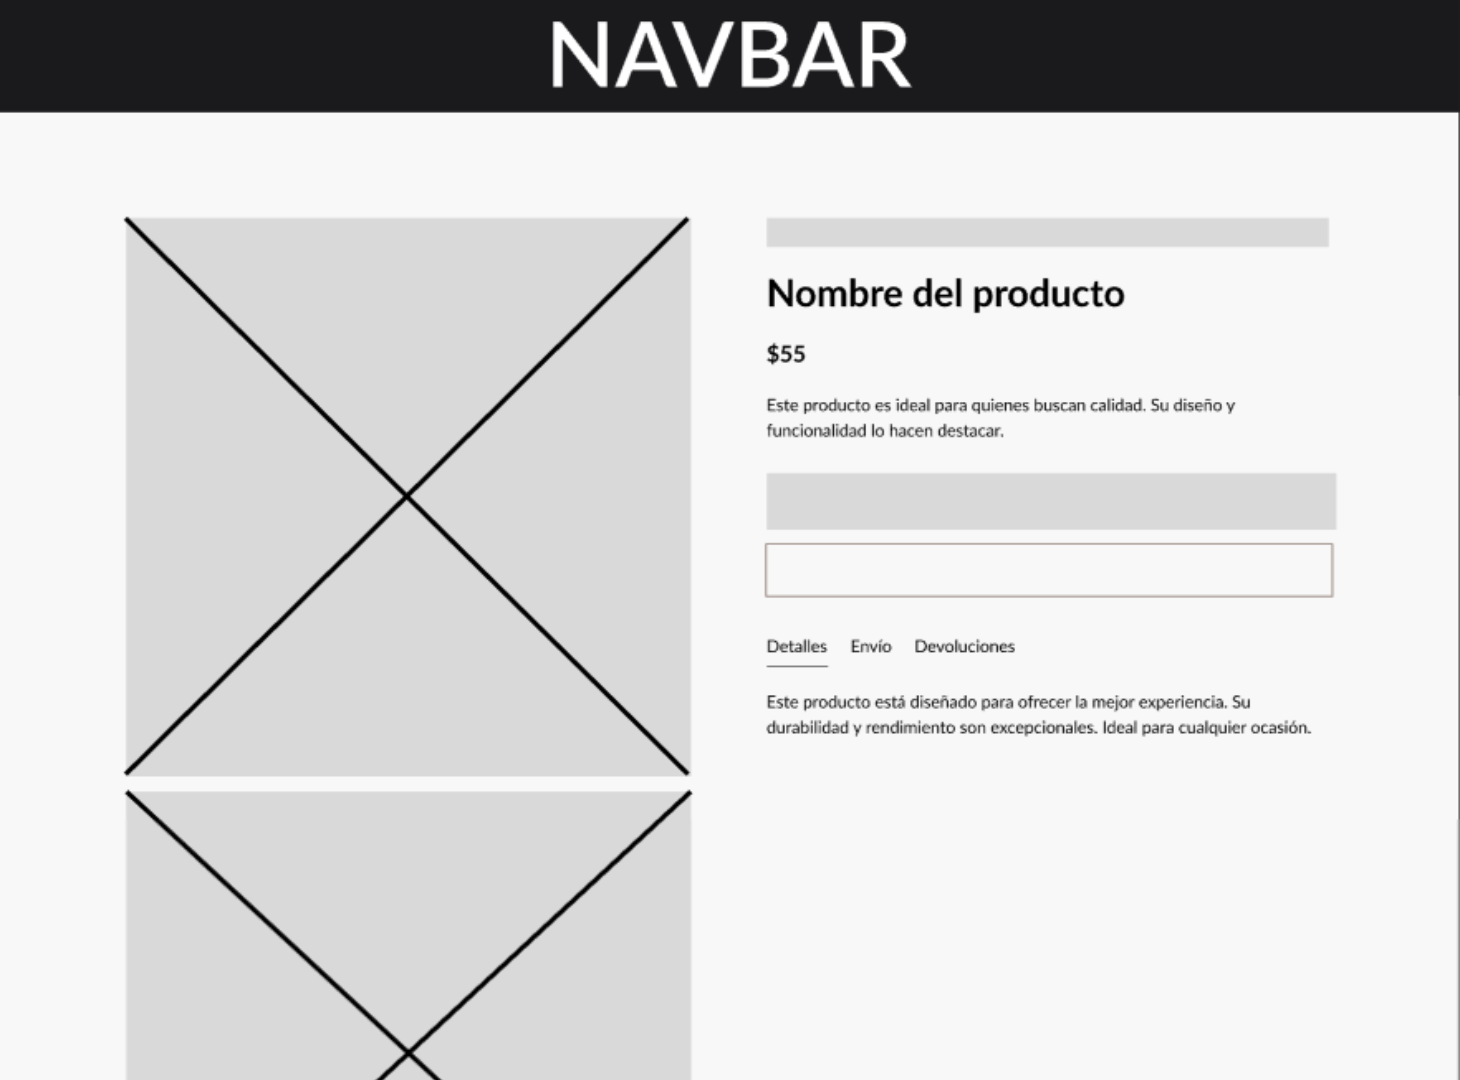 NAVBAR
Nombre del producto
$55
Este producto es ideal para quienes buscan calidad. Su diseño y
funcionalidad lo hacen destacar.
Detalles Envío Devoluciones
Este producto está diseñado para ofrecer la mejor experiencia. Su
durabilidad y rendimiento son excepcionales. Ideal para cualquier ocasión.